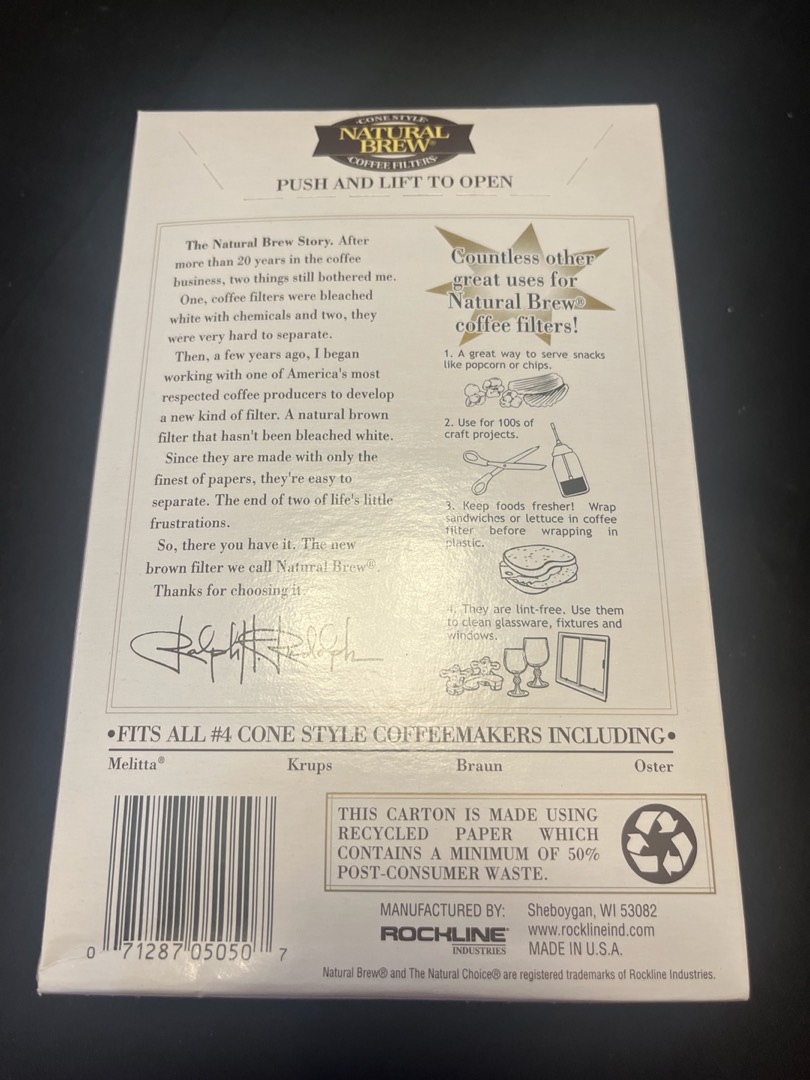 CONE STYLE
NATURAL
BREW®
COFFEE FILTERS
PUSH AND LIFT TO OPEN
The Natural Brew Story. After
more than 20 years in the coffee
business, two things still bothered me.
One, coffee filters were bleached
white with chemicals and two, they
were very hard to separate.
Then, a few years ago, I began
working with one of America's most
respected coffee producers to develop
a new kind of filter. A natural brown
filter that hasn't been bleached white.
Since they are made with only the
finest of papers, they're easy to
separate. The end of two of life's little
frustrations.
So, there you have it. The new
brown filter we call Natural Brew®.
Thanks for choosing it.
Ralph H. Rudolph
Countless other
great uses for
Natural Brew®
coffee filters!
1. A great way to serve snacks
like popcorn or chips.
2. Use for 100s of
craft projects.
3. Keep foods fresher! Wrap
sandwiches or lettuce in coffee
filter before wrapping in
plastic.
4. They are lint-free. Use them
to clean glassware, fixtures and
windows.
•FITS ALL #4 CONE STYLE COFFEEMAKERS INCLUDING•
Melitta® Krups Braun Oster
0 71287 05050 7
THIS CARTON IS MADE USING
RECYCLED PAPER WHICH
CONTAINS A MINIMUM OF 50%
POST-CONSUMER WASTE.
MANUFACTURED BY:
ROCKLINE®
INDUSTRIES
Sheboygan, WI 53082
www.rocklineind.com
MADE IN U.S.A.
Natural Brew® and The Natural Choice® are registered trademarks of Rockline Industries.